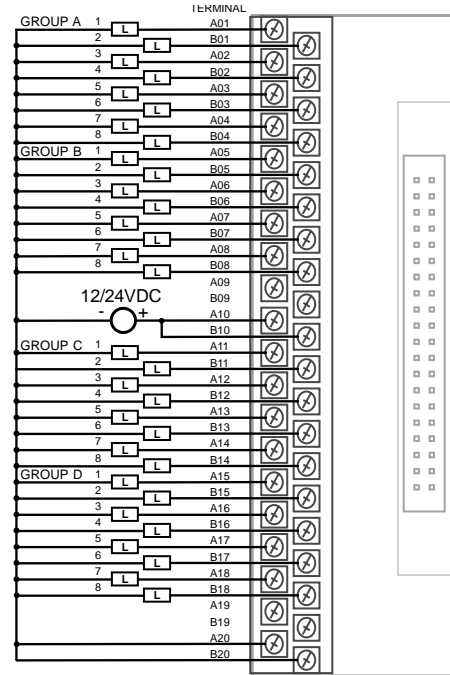 TERMINAL
GROUP A 1 L A01
2 L B01
3 L A02
4 L B02
5 L A03
6 L B03
7 L A04
8 L B04
GROUP B 1 L A05
2 L B05
3 L A06
4 L B06
5 L A07
6 L B07
7 L A08
8 L B08
A09
12/24VDC B09
- + A10
B10
GROUP C 1 L A11
2 L B11
3 L A12
4 L B12
5 L A13
6 L B13
7 L A14
8 L B14
GROUP D 1 L A15
2 L B15
3 L A16
4 L B16
5 L A17
6 L B17
7 L A18
8 L B18
A19
B19
A20
B20